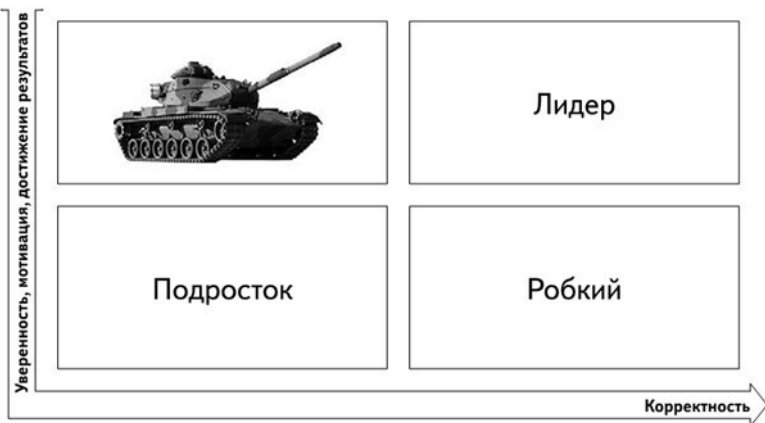 Уверенность, мотивация, достижение результатов
Лидер
Подросток
Робкий
Корректность